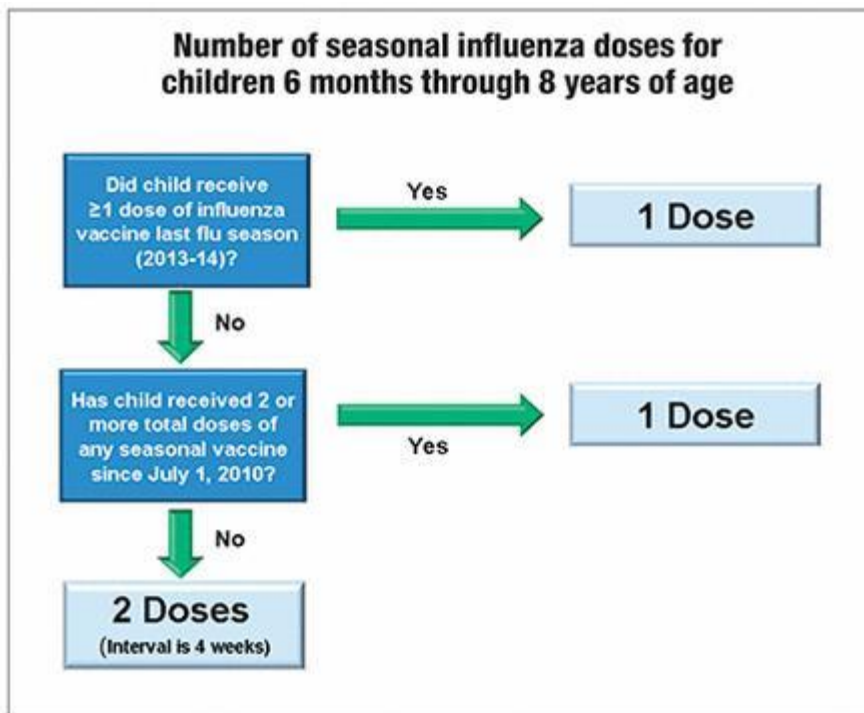 Number of seasonal influenza doses for
children 6 months through 8 years of age
Did child receive
≥1 dose of influenza
vaccine last flu season
(2013-14)?
Yes
1 Dose
No
Has child received 2 or
more total doses of
any seasonal vaccine
since July 1, 2010?
Yes
1 Dose
No
2 Doses
(Interval is 4 weeks)